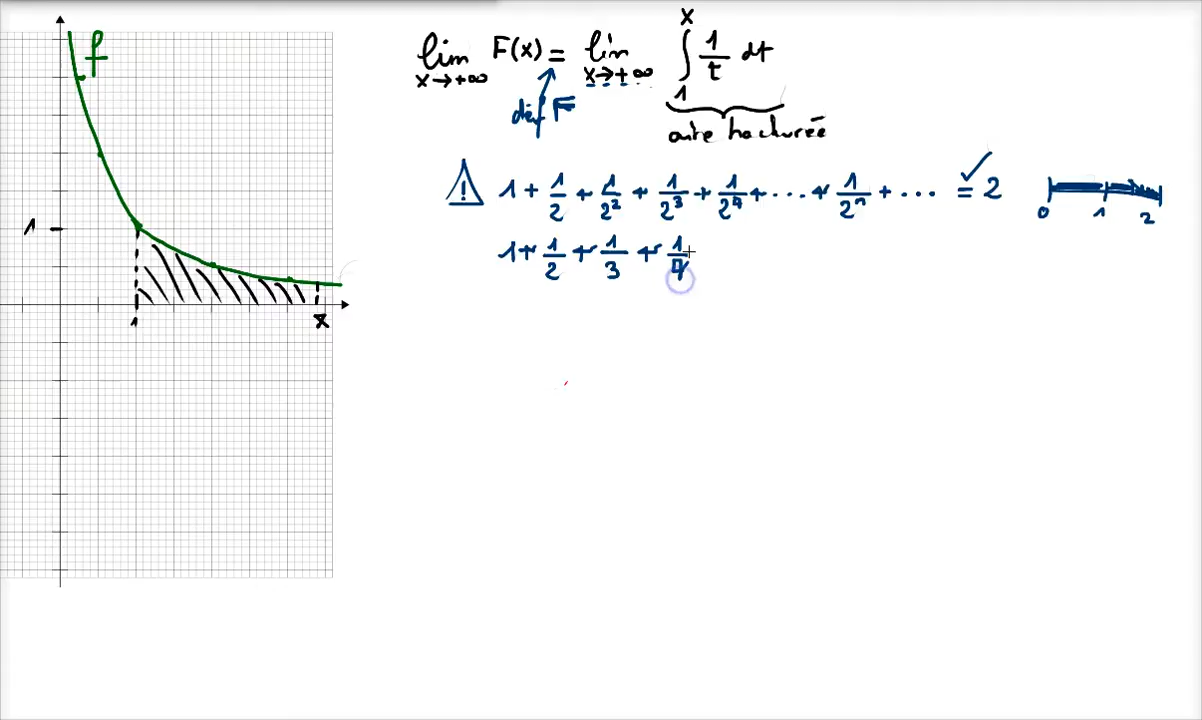 f
lim F(x) = lim ∫ 1/t dt
x→+∞ x→+∞ 1 x
déf F
aire hachurée
⚠ 1 + 1/2 + 1/2² + 1/2³ + 1/2⁴ + ... + 1/2ⁿ + ... = 2 ✓
0 1 2
1 + 1/2 + 1/3 + 1/4
1
1 x